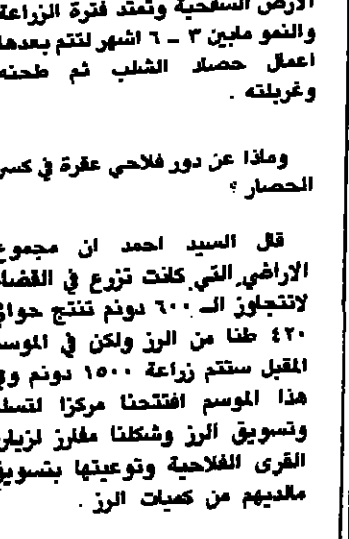 الارض السفحية وتمتد فترة الزراعة
والنمو مابين ٣ ــ ٦ اشهر لتتم بعدها
اعمال حصاد الشلب ثم طحنه
وغربلته .
وماذا عن دور فلاحي عقرة في كسر
الحصار ؟
قال السيد احمد ان مجموع
الاراضي التي كانت تزرع في القضاء
لاتتجاوز الــ ٦٠٠ دونم تنتج حوالي
٤٢٠ طنا من الرز ولكن في الموسم
المقبل ستتم زراعة ١٥٠٠ دونم وفي
هذا الموسم افتتحنا مركزا
وتسويق الرز وشكلنا مفارز لزيارة
القرى الفلاحية وتوعيتها بتسويق
مالديهم من كميات الرز .